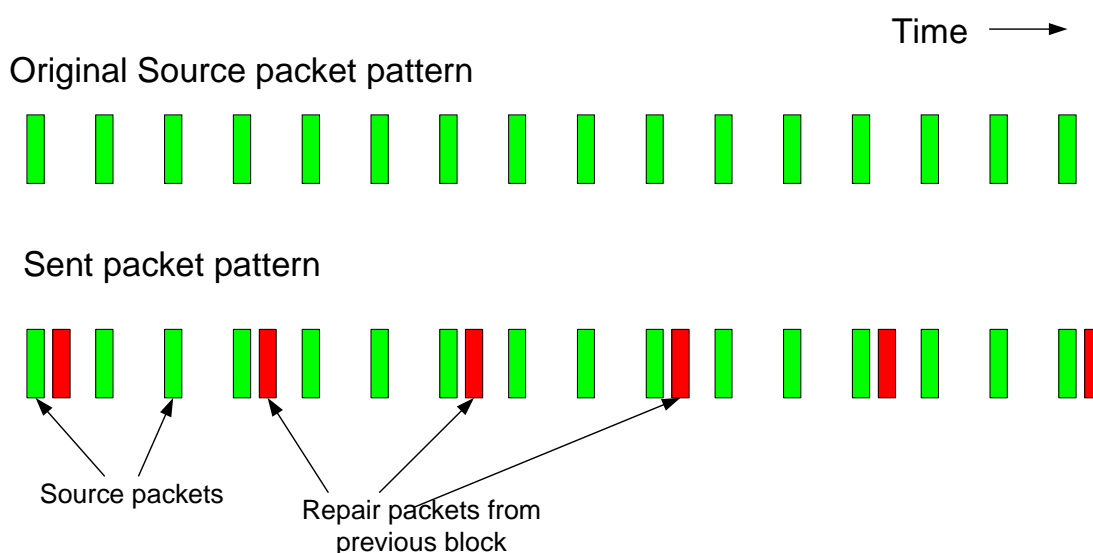 Time
Original Source packet pattern
Sent packet pattern
Source packets
Repair packets from
previous block